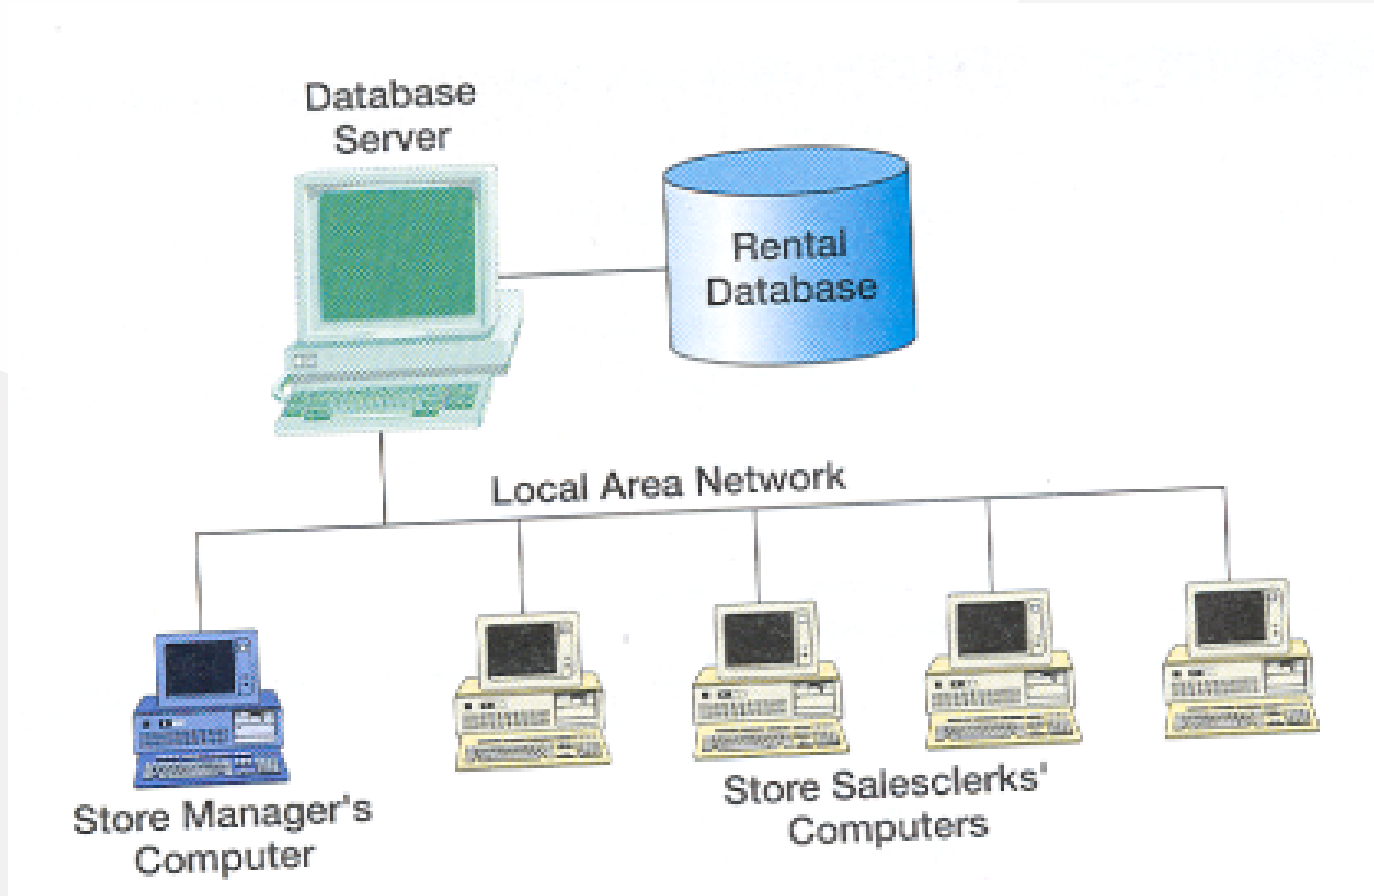 Database
Server
Rental
Database
Local Area Network
Store Manager's
Computer
Store Salesclerks'
Computers